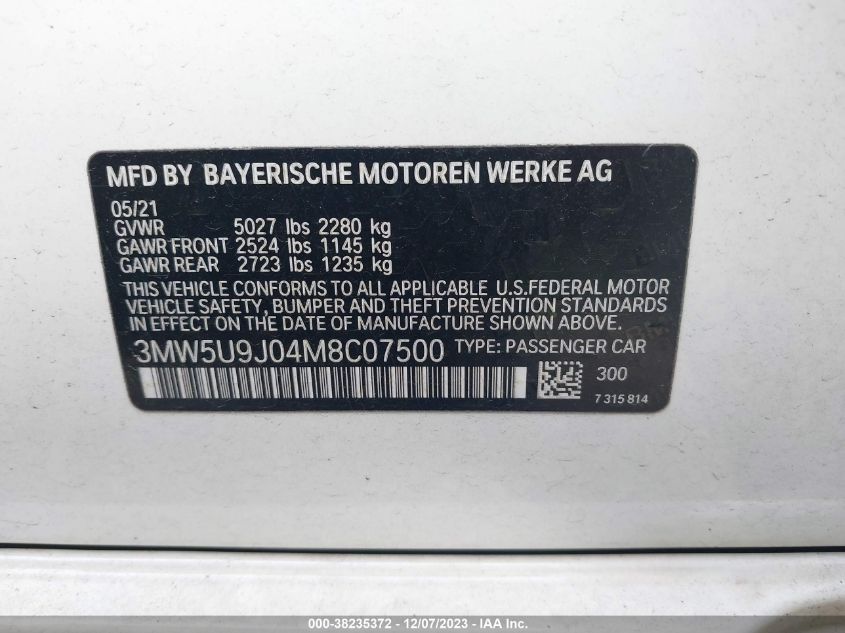 MFD BY BAYERISCHE MOTOREN WERKE AG
05/21
GVWR 5027 lbs 2280 kg
GAWR FRONT 2524 lbs 1145 kg
GAWR REAR 2723 lbs 1235 kg
THIS VEHICLE CONFORMS TO ALL APPLICABLE U.S.FEDERAL MOTOR
VEHICLE SAFETY, BUMPER AND THEFT PREVENTION STANDARDS
IN EFFECT ON THE DATE OF MANUFACTURE SHOWN ABOVE.
3MW5U9J04M8C07500 TYPE: PASSENGER CAR
300
7 315 814
000-38235372 - 12/07/2023 - IAA Inc.